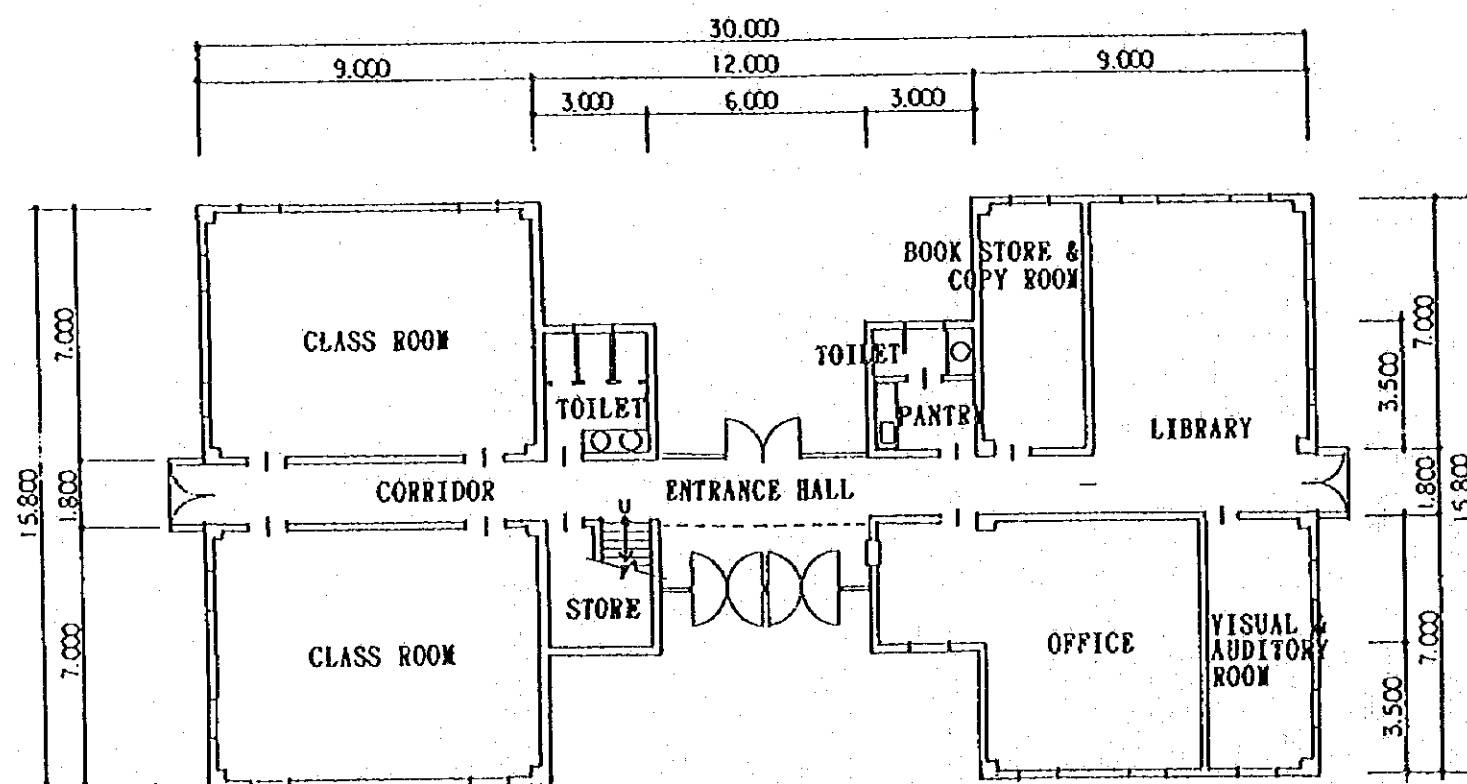 30.000
9.000
12.000
9.000
3.000
6.000
3.000
BOOK STORE &
COPY ROOM
CLASS ROOM
TOILET
TOILET
PANTRY
LIBRARY
7.000
7.000
3.500
CORRIDOR
ENTRANCE HALL
15.800
1.800
1.800
15.800
U
STORE
CLASS ROOM
OFFICE
VISUAL &
AUDITORY
ROOM
7.000
7.000
3.500